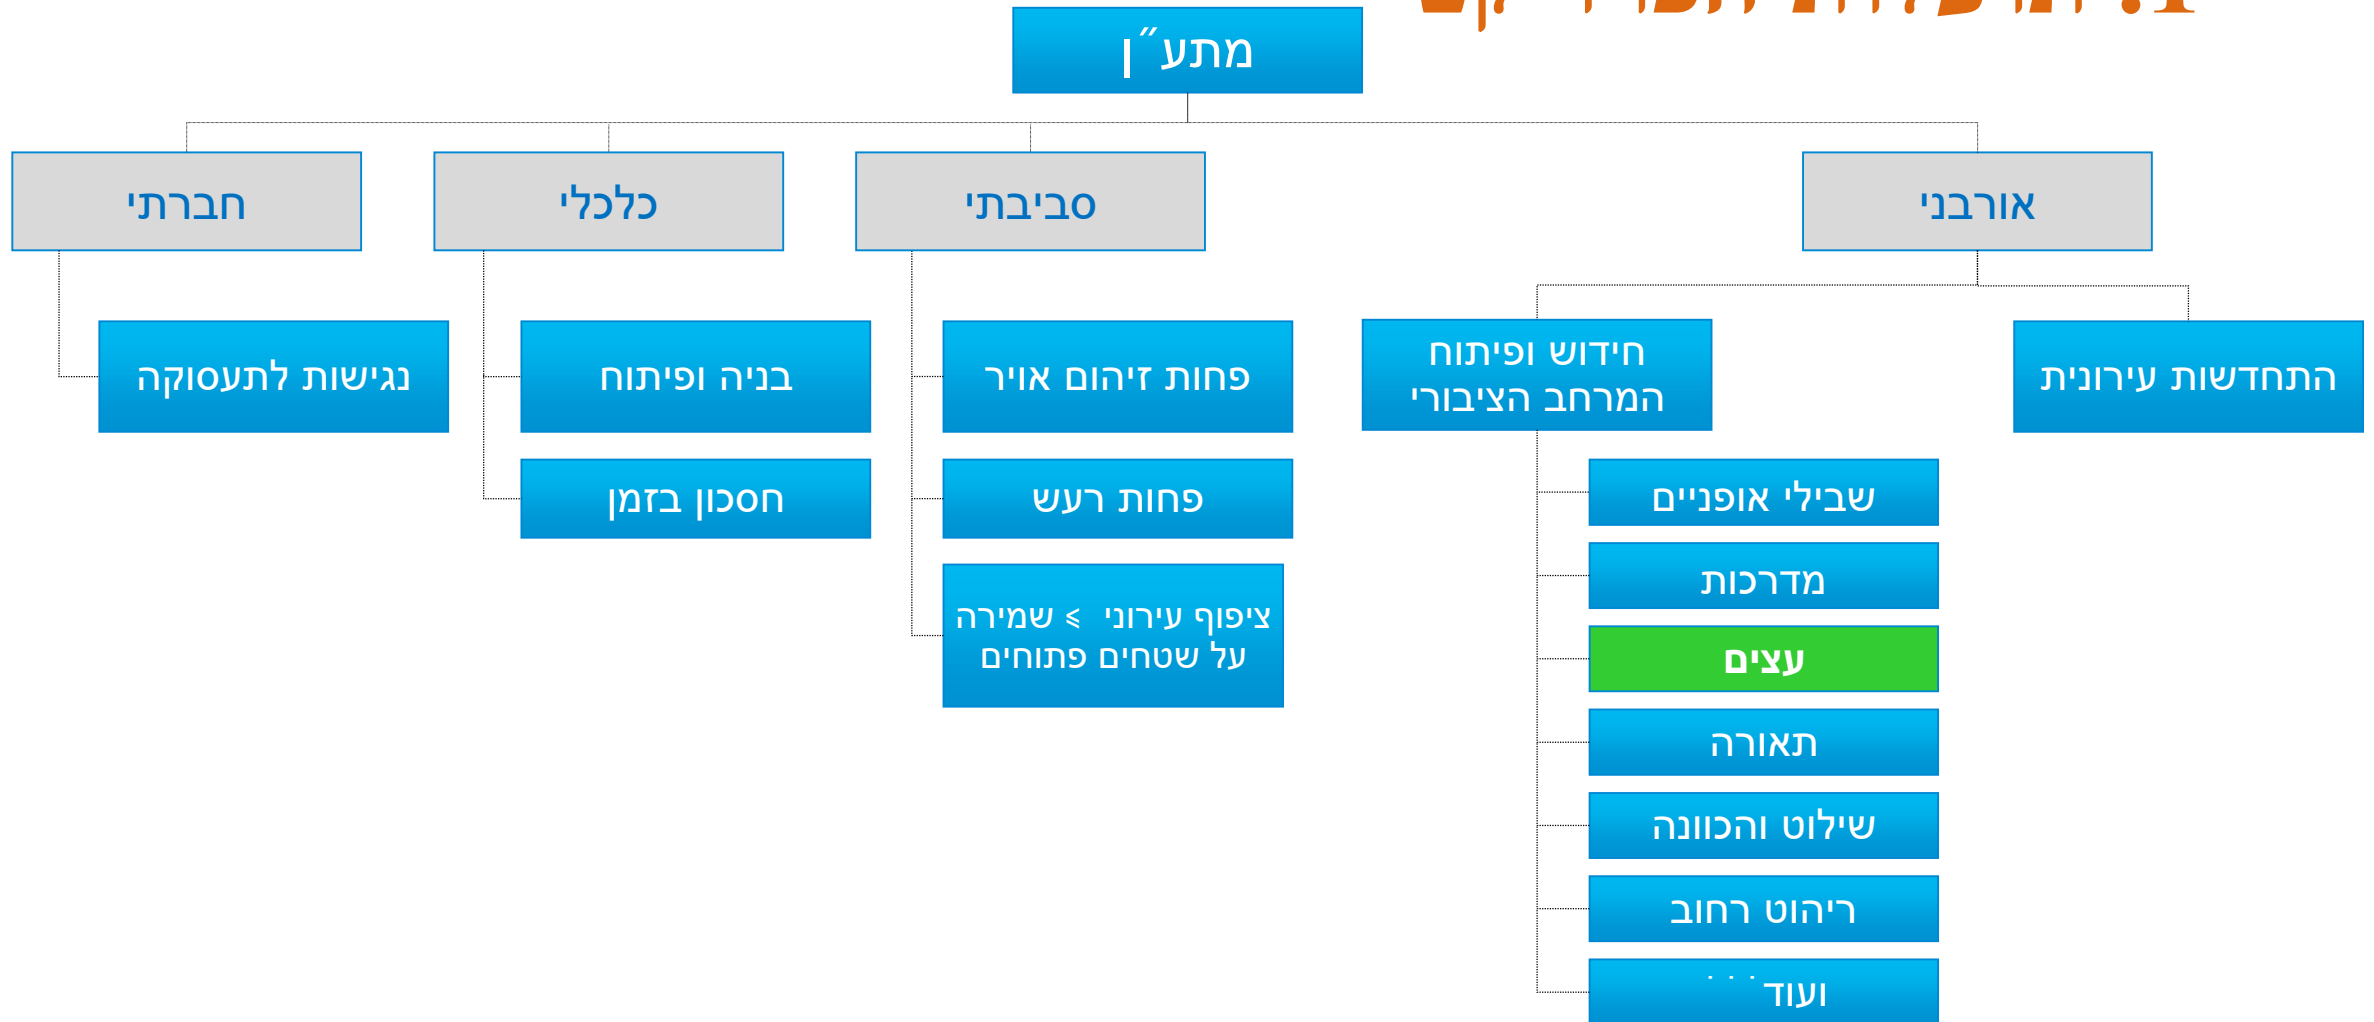 מתע״ן
אורבני
סביבתי
כלכלי
חברתי
התחדשות עירונית
חידוש ופיתוח
המרחב הציבורי
שבילי אופניים
מדרכות
עצים
תאורה
שילוט והכוונה
ריהוט רחוב
ועוד...
פחות זיהום אויר
פחות רעש
ציפוף עירוני > שמירה
על שטחים פתוחים
בניה ופיתוח
חסכון בזמן
נגישות לתעסוקה